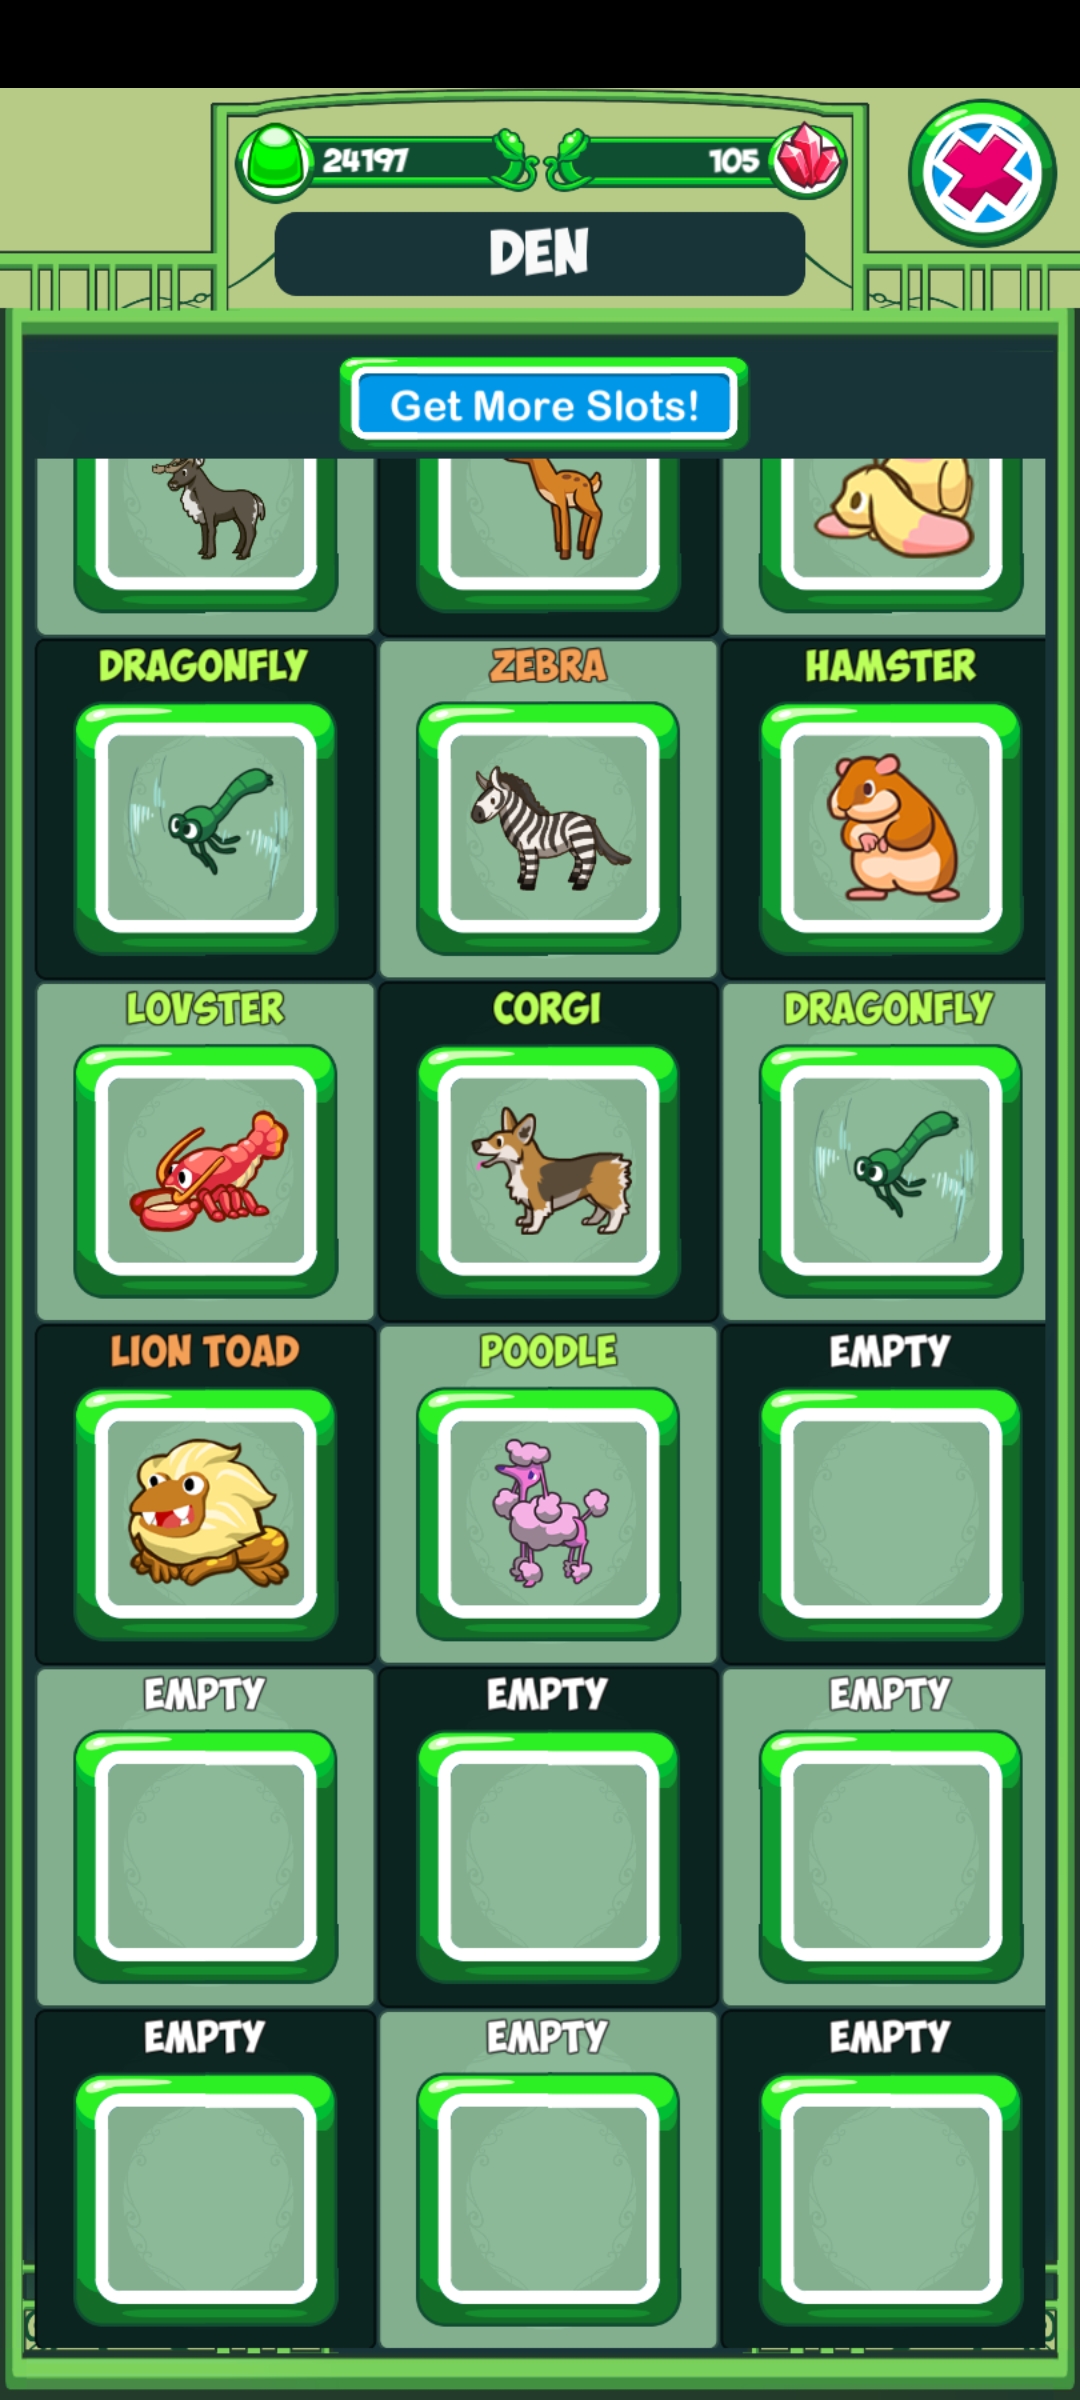 24197
105
DEN
Get More Slots!
DRAGONFLY
ZEBRA
HAMSTER
LOVSTER
CORGI
DRAGONFLY
LION TOAD
POODLE
EMPTY
EMPTY
EMPTY
EMPTY
EMPTY
EMPTY
EMPTY